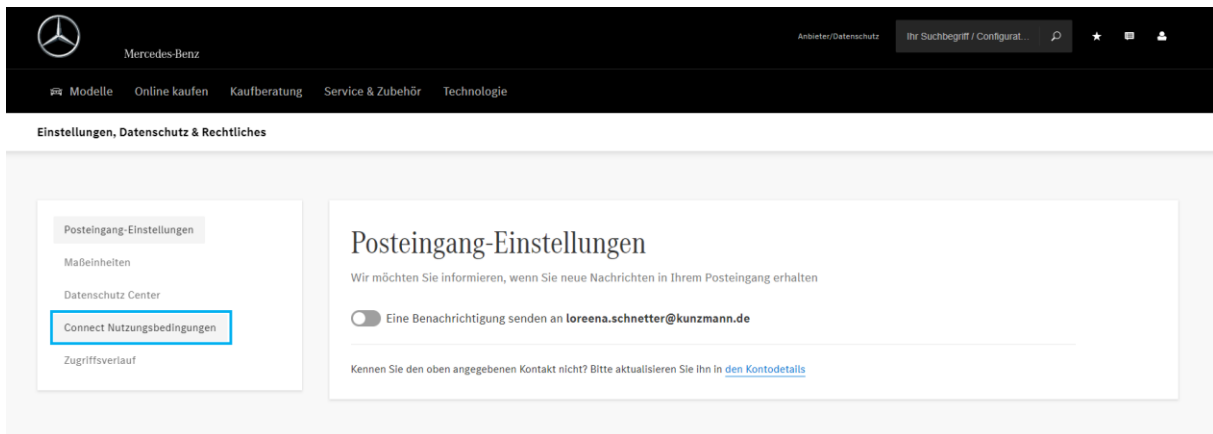 Mercedes-Benz
Anbieter/Datenschutz
Ihr Suchbegriff / Configurat...
Modelle Online kaufen Kaufberatung Service & Zubehör Technologie
Einstellungen, Datenschutz & Rechtliches
Posteingang-Einstellungen
Maßeinheiten
Datenschutz Center
Connect Nutzungsbedingungen
Zugriffsverlauf
Posteingang-Einstellungen
Wir möchten Sie informieren, wenn Sie neue Nachrichten in Ihrem Posteingang erhalten
Eine Benachrichtigung senden an loreena.schnetter@kunzmann.de
Kennen Sie den oben angegebenen Kontakt nicht? Bitte aktualisieren Sie ihn in den Kontodetails